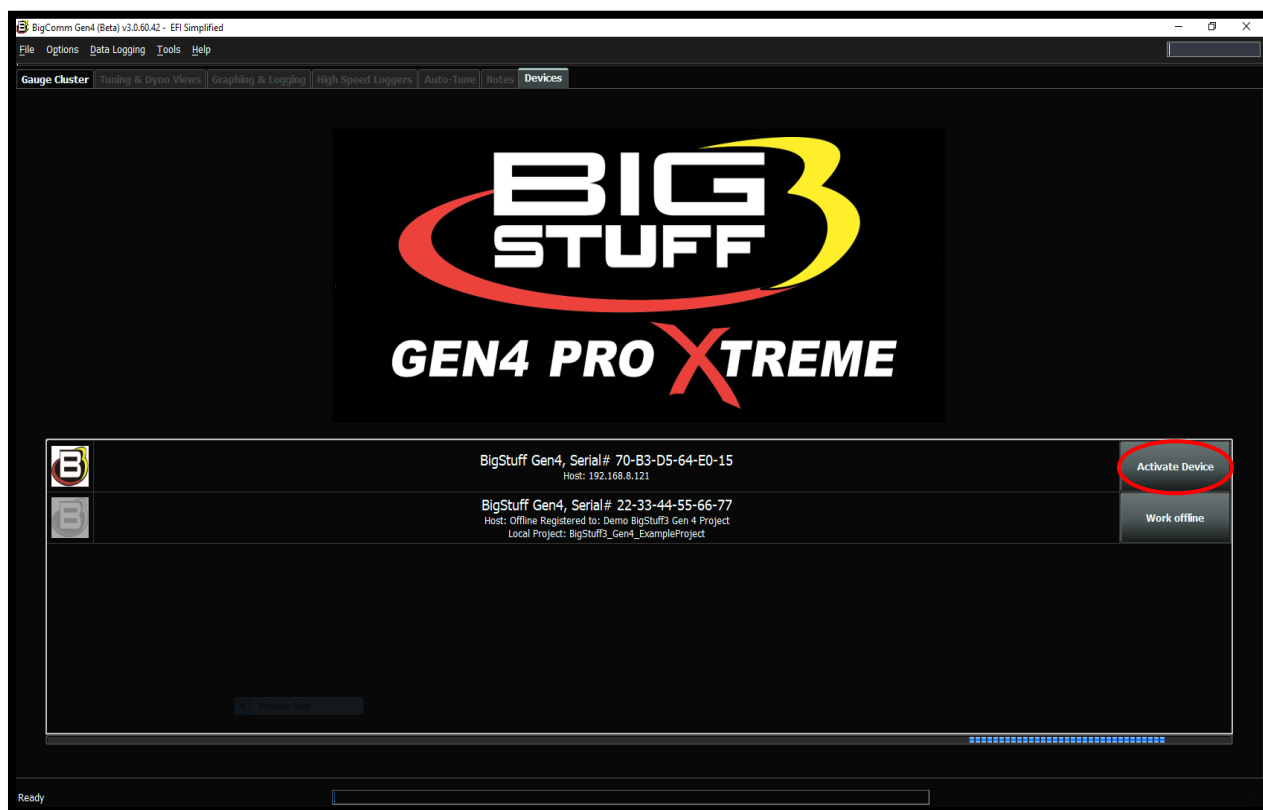 BigComm Gen4 (Beta) v3.0.60.42 - EFI Simplified
File Options Data Logging Tools Help
Gauge Cluster Tuning & Dyno Views Graphing & Logging High Speed Loggers Auto-Tune Notes Devices
BIG 3
STUFF
GEN4 PRO XTREME
B BigStuff Gen4, Serial# 70-B3-D5-64-E0-15 Activate Device
Host: 192.168.8.121
B BigStuff Gen4, Serial# 22-33-44-55-66-77 Work offline
Host: Offline Registered to: Demo BigStuff3 Gen 4 Project
Local Project: BigStuff3_Gen4_ExampleProject
Window Snip
Ready